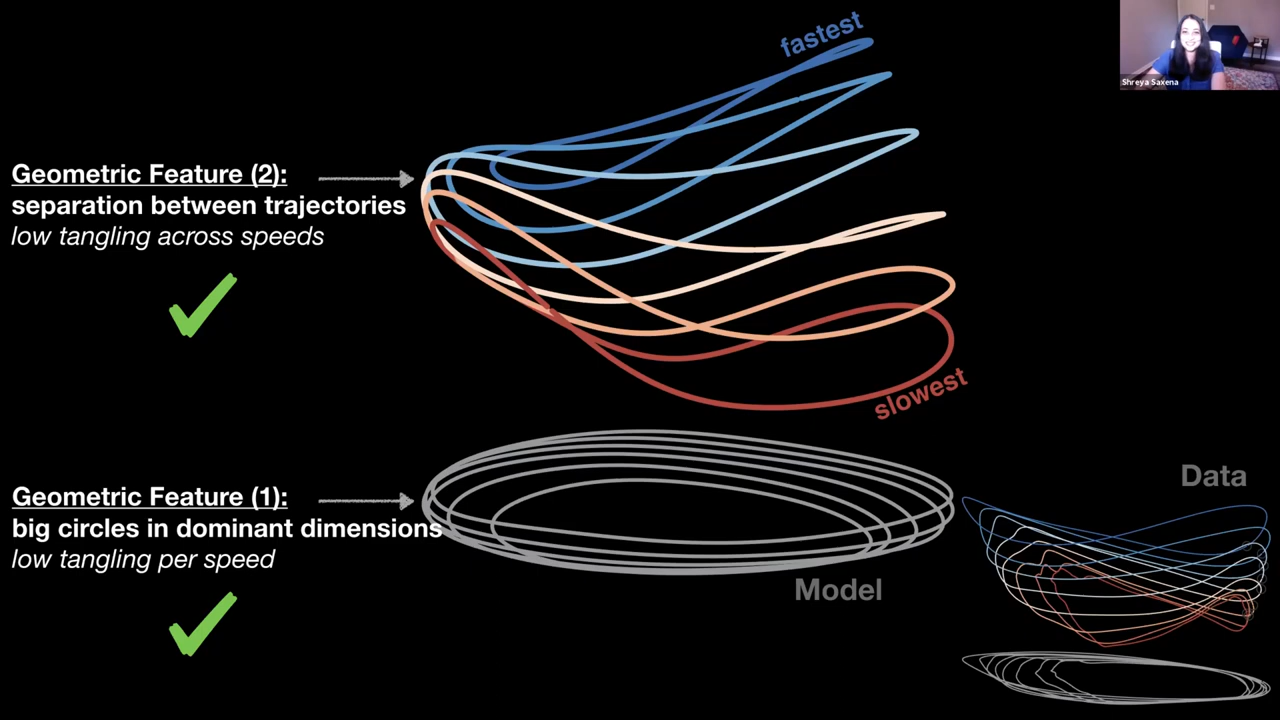 fastest
Shreya Saxena
Geometric Feature (2):
separation between trajectories
low tangling across speeds
slowest
Geometric Feature (1):
big circles in dominant dimensions
low tangling per speed
Model
Data